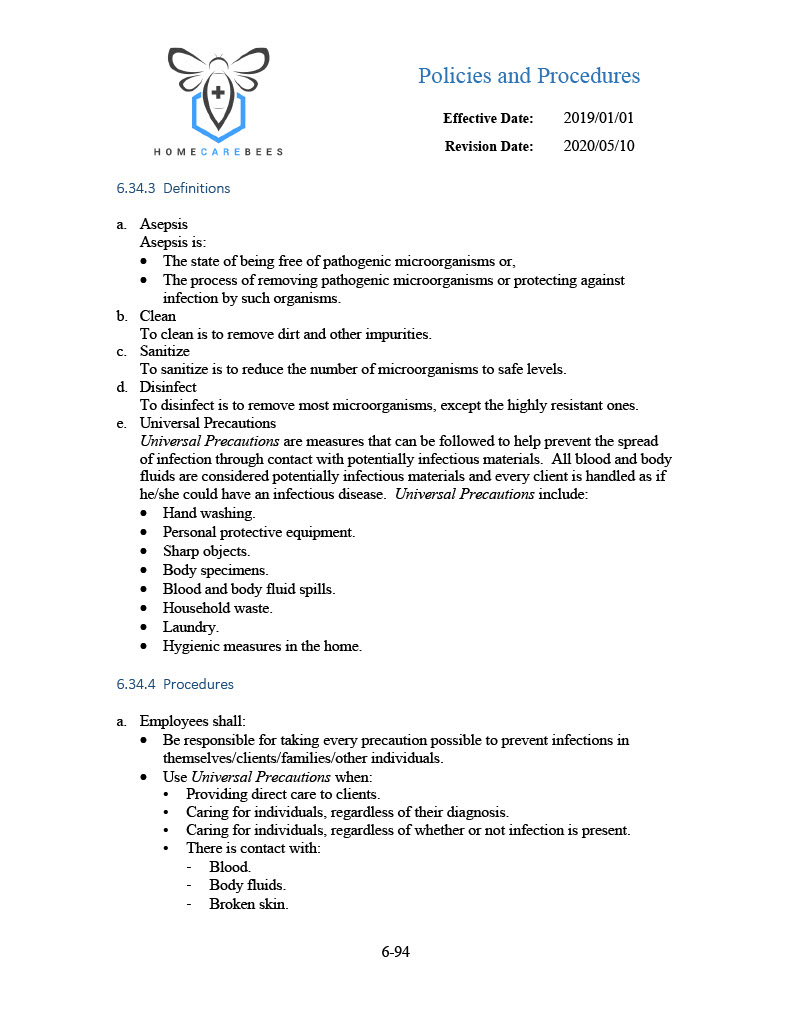 HOMECAREBEES
Policies and Procedures
Effective Date: 2019/01/01
Revision Date: 2020/05/10
6.34.3 Definitions
a. Asepsis
Asepsis is:
• The state of being free of pathogenic microorganisms or,
• The process of removing pathogenic microorganisms or protecting against
infection by such organisms.
b. Clean
To clean is to remove dirt and other impurities.
c. Sanitize
To sanitize is to reduce the number of microorganisms to safe levels.
d. Disinfect
To disinfect is to remove most microorganisms, except the highly resistant ones.
e. Universal Precautions
Universal Precautions are measures that can be followed to help prevent the spread
of infection through contact with potentially infectious materials. All blood and body
fluids are considered potentially infectious materials and every client is handled as if
he/she could have an infectious disease. Universal Precautions include:
• Hand washing.
• Personal protective equipment.
• Sharp objects.
• Body specimens.
• Blood and body fluid spills.
• Household waste.
• Laundry.
• Hygienic measures in the home.
6.34.4 Procedures
a. Employees shall:
• Be responsible for taking every precaution possible to prevent infections in
themselves/clients/families/other individuals.
• Use Universal Precautions when:
• Providing direct care to clients.
• Caring for individuals, regardless of their diagnosis.
• Caring for individuals, regardless of whether or not infection is present.
• There is contact with:
- Blood.
- Body fluids.
- Broken skin.
6-94